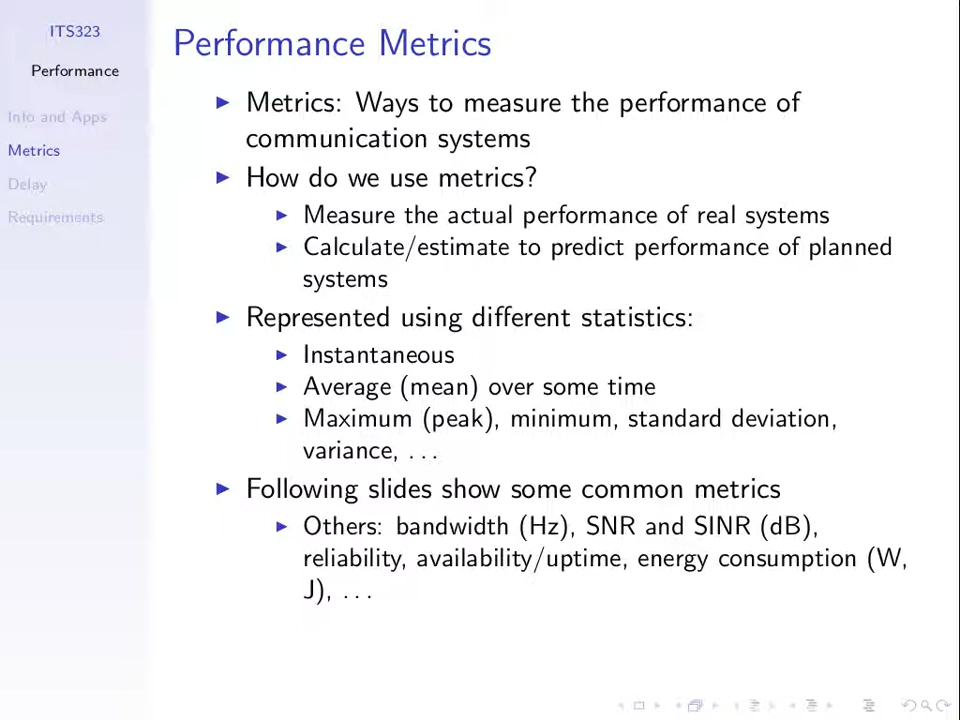 ITS323
Performance
Info and Apps
Metrics
Delay
Requirements
Performance Metrics
Metrics: Ways to measure the performance of
communication systems
How do we use metrics?
Measure the actual performance of real systems
Calculate/estimate to predict performance of planned
systems
Represented using different statistics:
Instantaneous
Average (mean) over some time
Maximum (peak), minimum, standard deviation,
variance, ...
Following slides show some common metrics
Others: bandwidth (Hz), SNR and SINR (dB),
reliability, availability/uptime, energy consumption (W,
J), ...